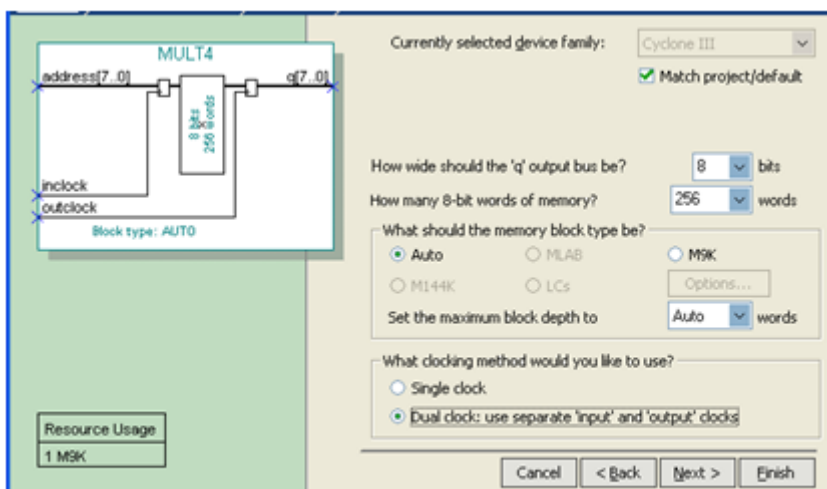 MULT4
address[7..0]
q[7..0]
8 bits
256 words
inclock
outclock
Block type: AUTO
Resource Usage
1 M9K
Currently selected device family:
Cyclone III
Match project/default
How wide should the 'q' output bus be?
8
bits
How many 8-bit words of memory?
256
words
What should the memory block type be?
Auto
MLAB
M9K
M144K
LCs
Options...
Set the maximum block depth to
Auto
words
What clocking method would you like to use?
Single clock
Dual clock: use separate 'input' and 'output' clocks
Cancel
< Back
Next >
Finish